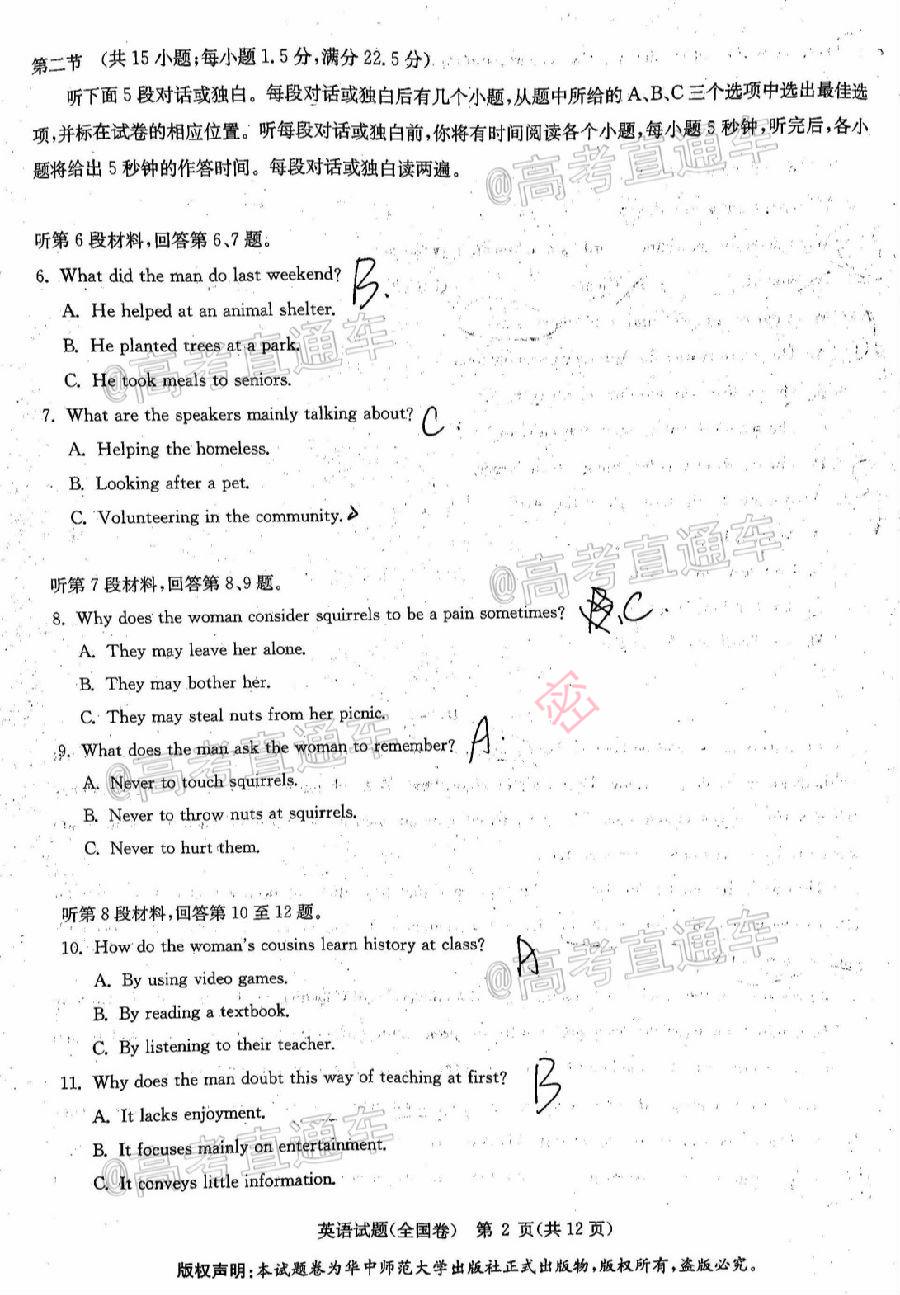 第二节 (共 15 小题;每小题 1.5 分,满分 22.5 分)
听下面 5 段对话或独白。每段对话或独白后有几个小题,从题中所给的 A、B、C 三个选项中选出最佳选
项,并标在试卷的相应位置。听每段对话或独白前,你将有时间阅读各个小题,每小题 5 秒钟,听完后,各小
题将给出 5 秒钟的作答时间。每段对话或独白读两遍。
@高考直通车
听第 6 段材料,回答第 6、7 题。
6. What did the man do last weekend? B.
A. He helped at an animal shelter.
B. He planted trees at a park.
C. He took meals to seniors.
@高考直通车
7. What are the speakers mainly talking about? C.
A. Helping the homeless.
B. Looking after a pet.
C. Volunteering in the community.
@高考直通车
听第 7 段材料,回答第 8、9 题。
8. Why does the woman consider squirrels to be a pain sometimes? C
A. They may leave her alone.
B. They may bother her.
C. They may steal nuts from her picnic.
密
9. What does the man ask the woman to remember? A.
@高考直通车
A. Never to touch squirrels.
B. Never to throw nuts at squirrels.
C. Never to hurt them.
听第 8 段材料,回答第 10 至 12 题。
10. How do the woman's cousins learn history at class? A
@高考直通车
A. By using video games.
B. By reading a textbook.
C. By listening to their teacher.
11. Why does the man doubt this way of teaching at first? B
A. It lacks enjoyment.
B. It focuses mainly on entertainment.
@高考直通车
C. It conveys little information.
英语试题(全国卷) 第 2 页(共 12 页)
版权声明:本试题卷为华中师范大学出版社正式出版物,版权所有,盗版必究。